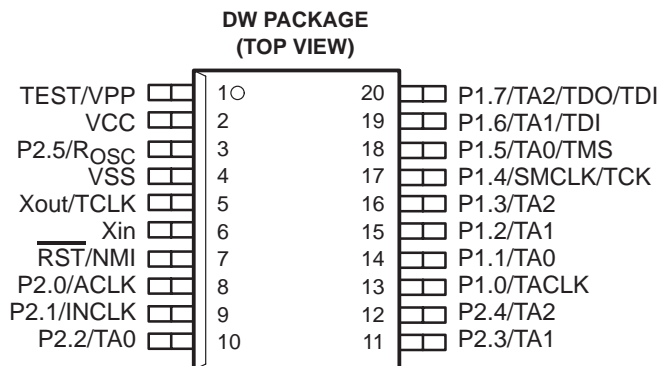 DW PACKAGE
(TOP VIEW)
TEST/VPP 1 20 P1.7/TA2/TDO/TDI
VCC 2 19 P1.6/TA1/TDI
P2.5/ROSC 3 18 P1.5/TA0/TMS
VSS 4 17 P1.4/SMCLK/TCK
Xout/TCLK 5 16 P1.3/TA2
Xin 6 15 P1.2/TA1
RST/NMI 7 14 P1.1/TA0
P2.0/ACLK 8 13 P1.0/TACLK
P2.1/INCLK 9 12 P2.4/TA2
P2.2/TA0 10 11 P2.3/TA1